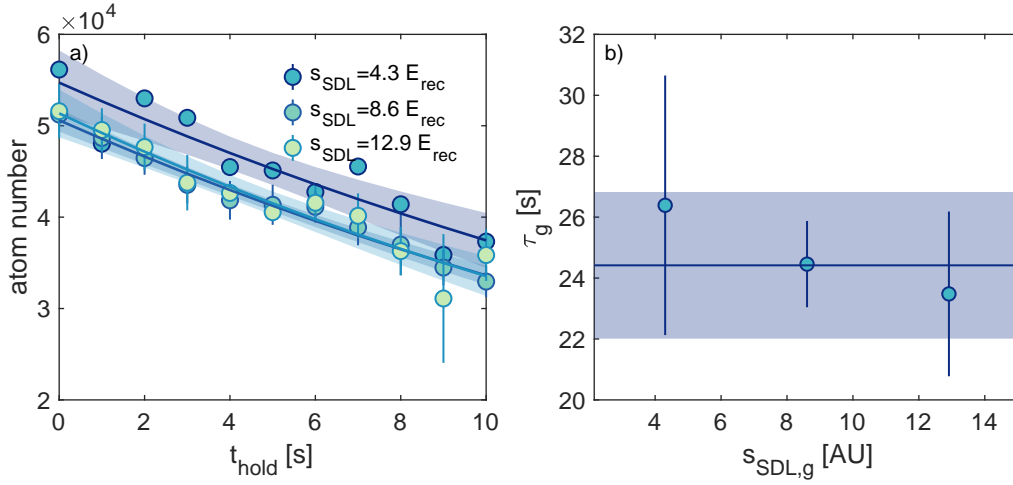 ×10⁴
a)
s_SDL=4.3 E_rec
s_SDL=8.6 E_rec
s_SDL=12.9 E_rec
6
5
4
3
2
atom number
0 2 4 6 8 10
t_hold [s]
b)
32
30
28
26
24
22
20
τ_g [s]
4 6 8 10 12 14
s_SDL,g [AU]